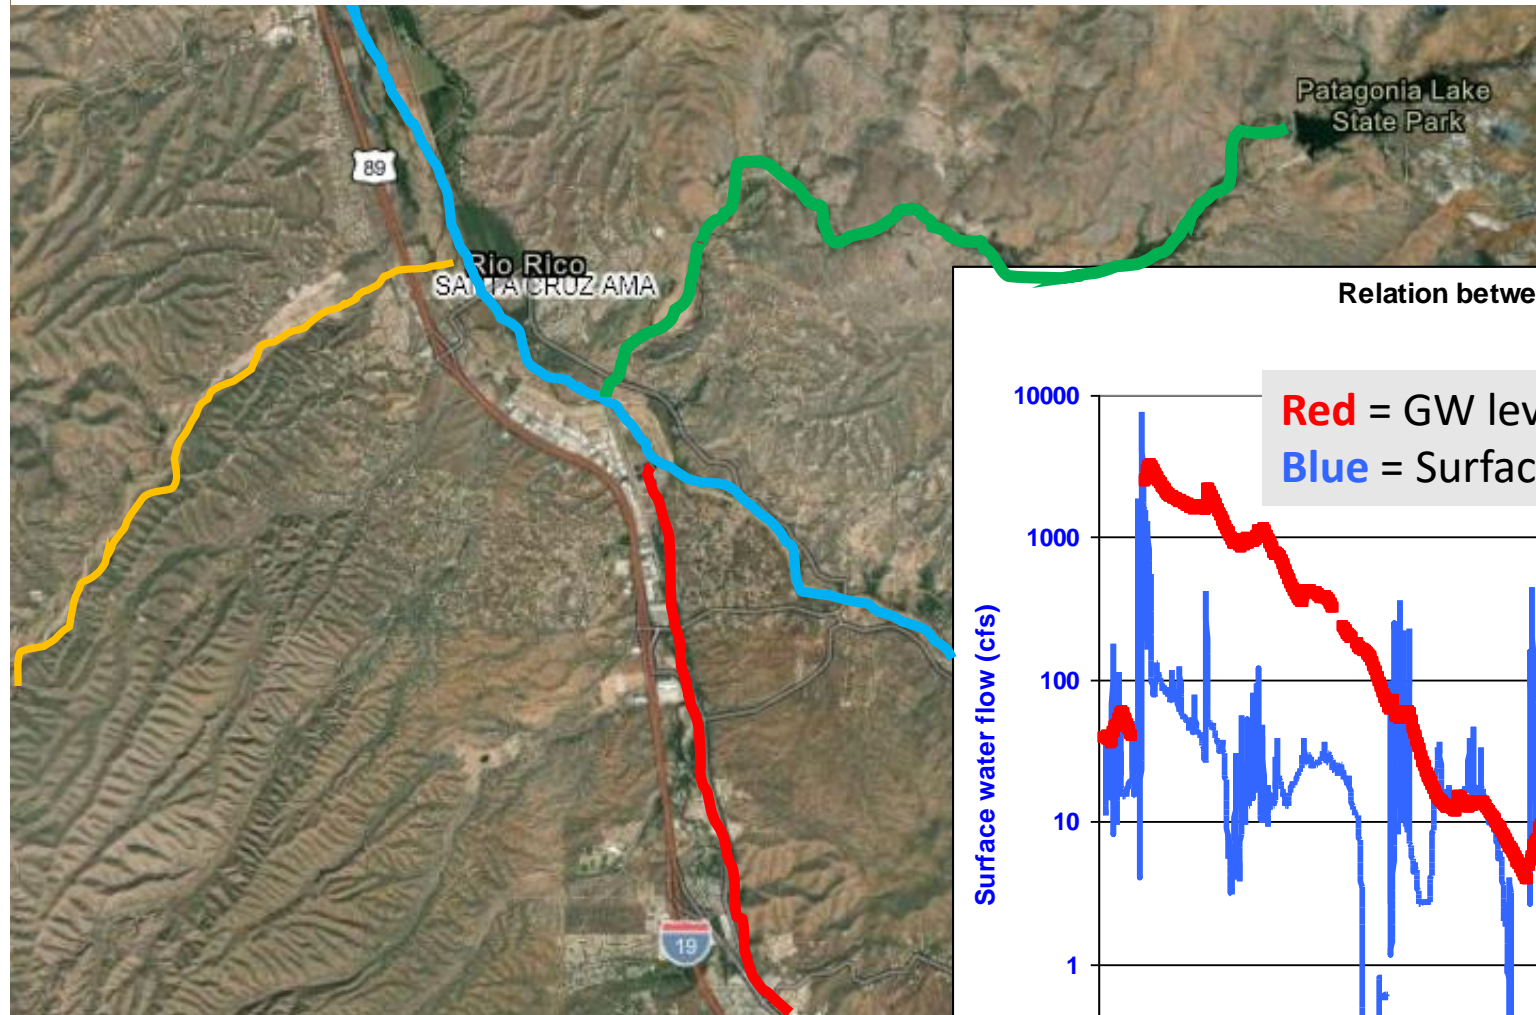 Patagonia Lake
State Park
89
Rio Rico
SANTA CRUZ AMA
19
Relation betwe
Red = GW lev
Blue = Surfac
Surface water flow (cfs)
10000
1000
100
10
1